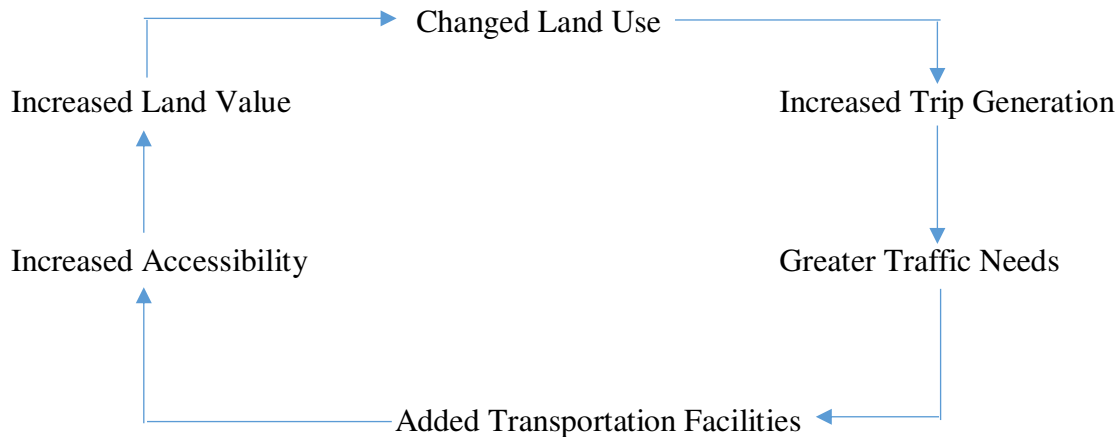 Changed Land Use
Increased Land Value
Increased Trip Generation
Increased Accessibility
Greater Traffic Needs
Added Transportation Facilities